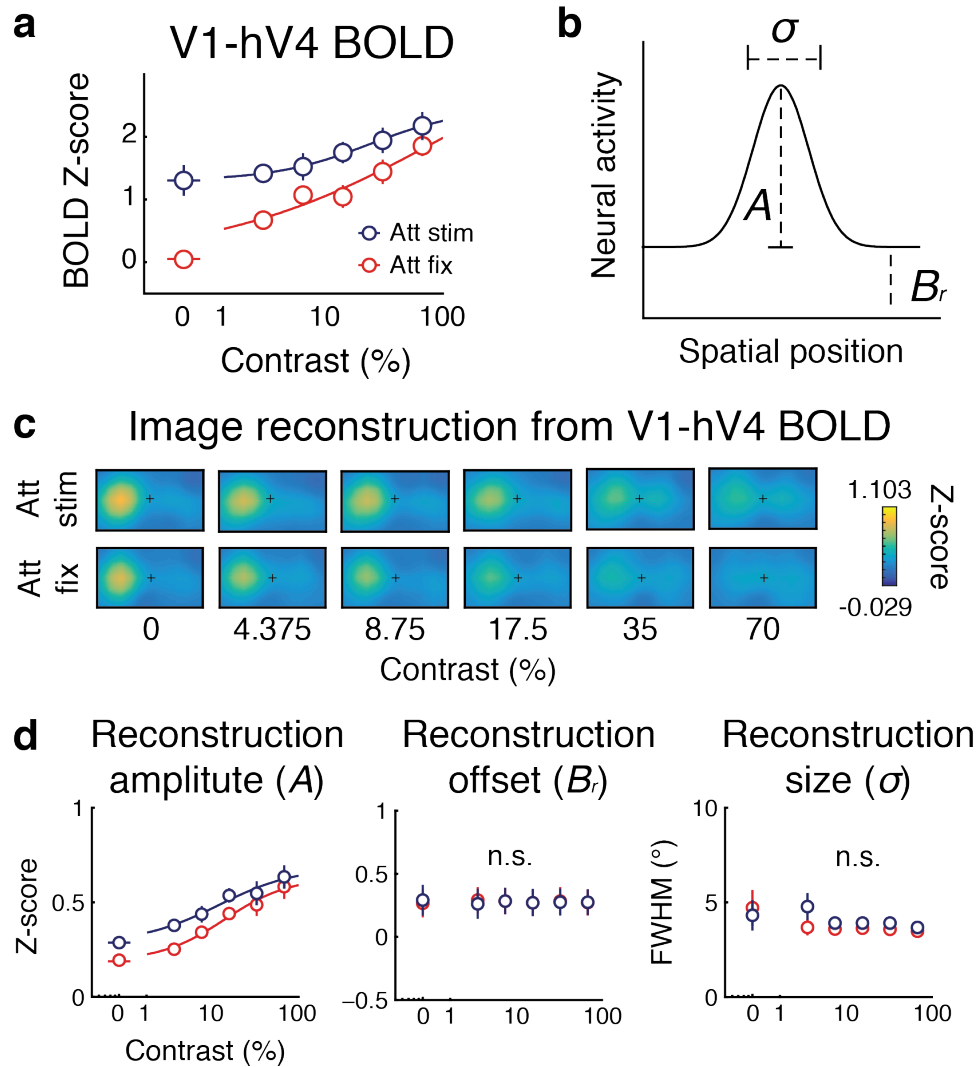 a
V1-hV4 BOLD
BOLD Z-score
2
1
0
Att stim
Att fix
0 1 10 100
Contrast (%)
b
σ
Neural activity
A
Br
Spatial position
c
Image reconstruction from V1-hV4 BOLD
Att
stim
Att
fix
1.103
Z-score
-0.029
0 4.375 8.75 17.5 35 70
Contrast (%)
d
Reconstruction
amplitute (A)
1
Z-score
0.5
0
0 1 10 100
Contrast (%)
Reconstruction
offset (Br)
1
n.s.
0.5
0
−0.5
0 1 10 100
Reconstruction
size (σ)
10
n.s.
FWHM (°)
5
0
0 1 10 100